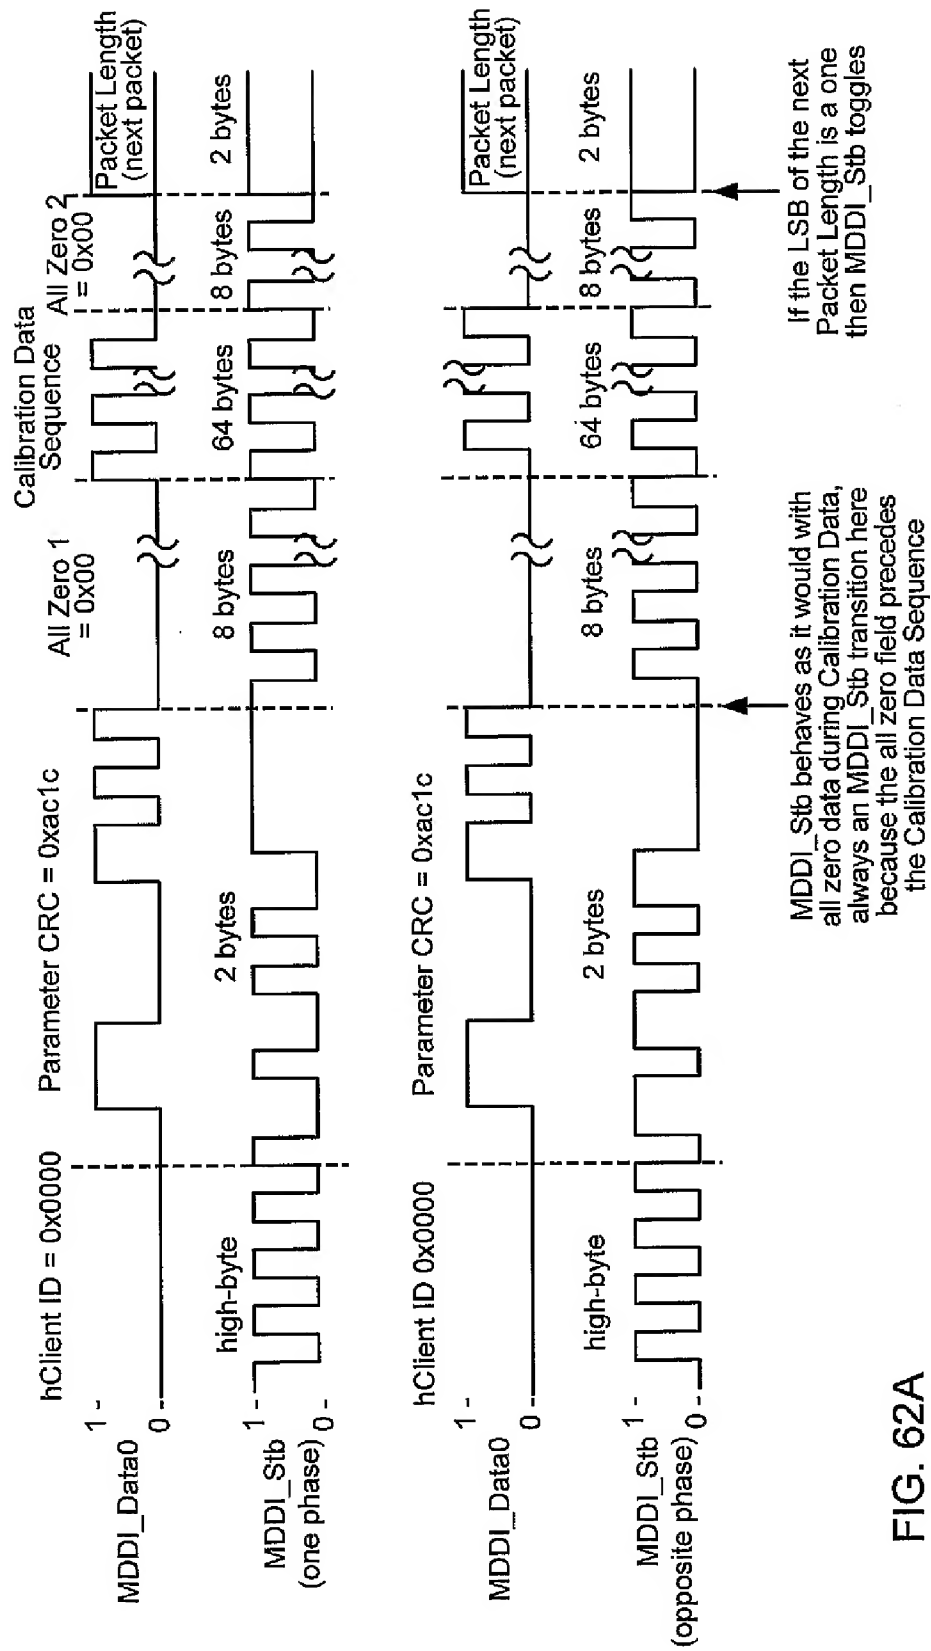 hClient ID = 0x0000
Parameter CRC = 0xac1c
All Zero 1
= 0x00
Calibration Data
Sequence
All Zero 2
= 0x00
Packet Length
(next packet)
MDDI_Data0
1
0
MDDI_Stb
(one phase)
1
0
high-byte
2 bytes
8 bytes
64 bytes
8 bytes
2 bytes
hClient ID 0x0000
Parameter CRC = 0xac1c
Packet Length
(next packet)
MDDI_Data0
1
0
MDDI_Stb
(opposite phase)
1
0
high-byte
2 bytes
8 bytes
64 bytes
8 bytes
2 bytes
MDDI_Stb behaves as it would with
all zero data during Calibration Data,
always an MDDI_Stb transition here
because the all zero field precedes
the Calibration Data Sequence
If the LSB of the next
Packet Length is a one
then MDDI_Stb toggles
FIG. 62A